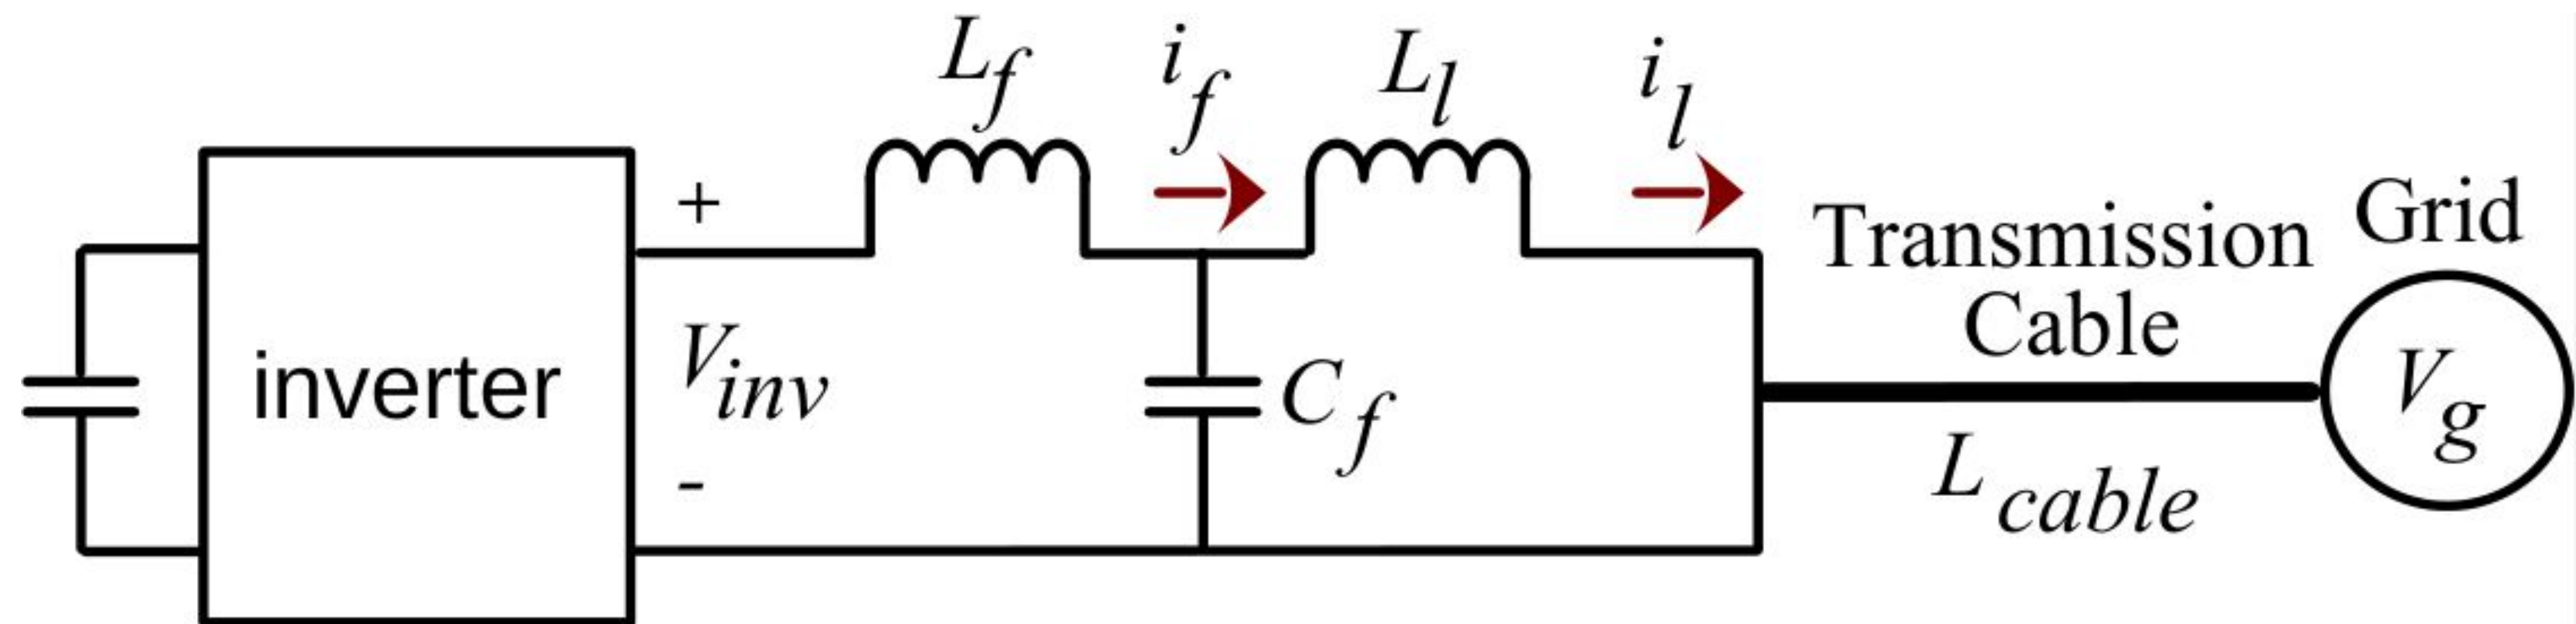 L_f
i_f
L_l
i_l
Transmission
Cable
Grid
+
V_inv
-
inverter
C_f
L_cable
V_g